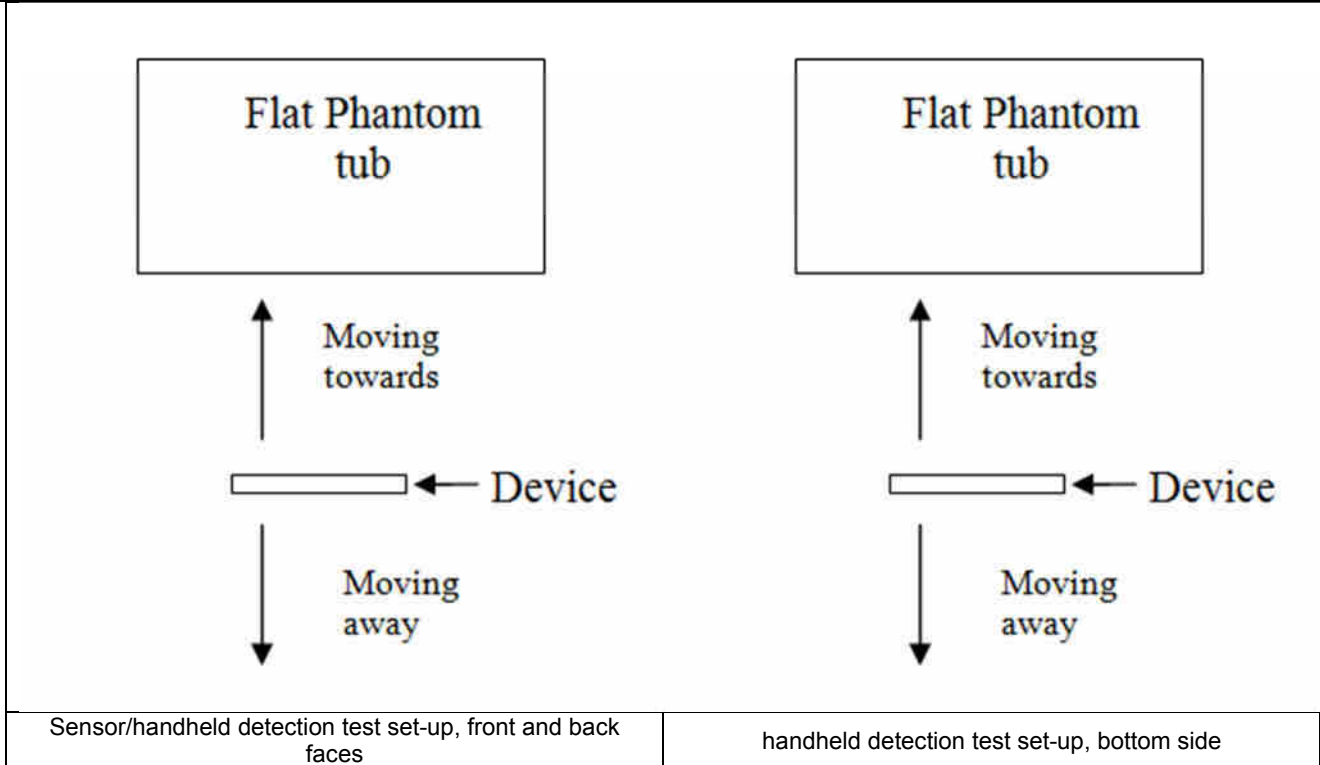 Flat Phantom
tub
Moving
towards
Device
Moving
away
Flat Phantom
tub
Moving
towards
Device
Moving
away
Sensor/handheld detection test set-up, front and back
faces
handheld detection test set-up, bottom side